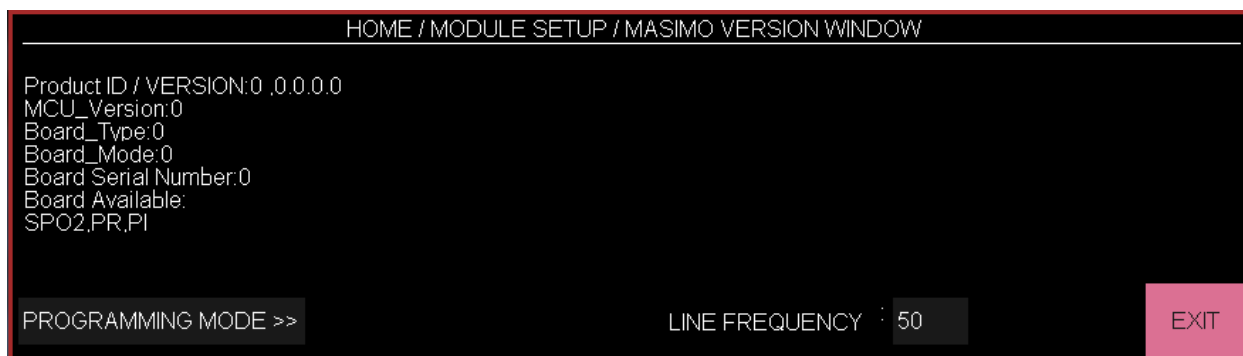 HOME / MODULE SETUP / MASIMO VERSION WINDOW
Product ID / VERSION:0 ,0.0.0.0
MCU_Version:0
Board_Type:0
Board_Mode:0
Board Serial Number:0
Board Available:
SPO2,PR,PI
PROGRAMMING MODE >> LINE FREQUENCY : 50 EXIT